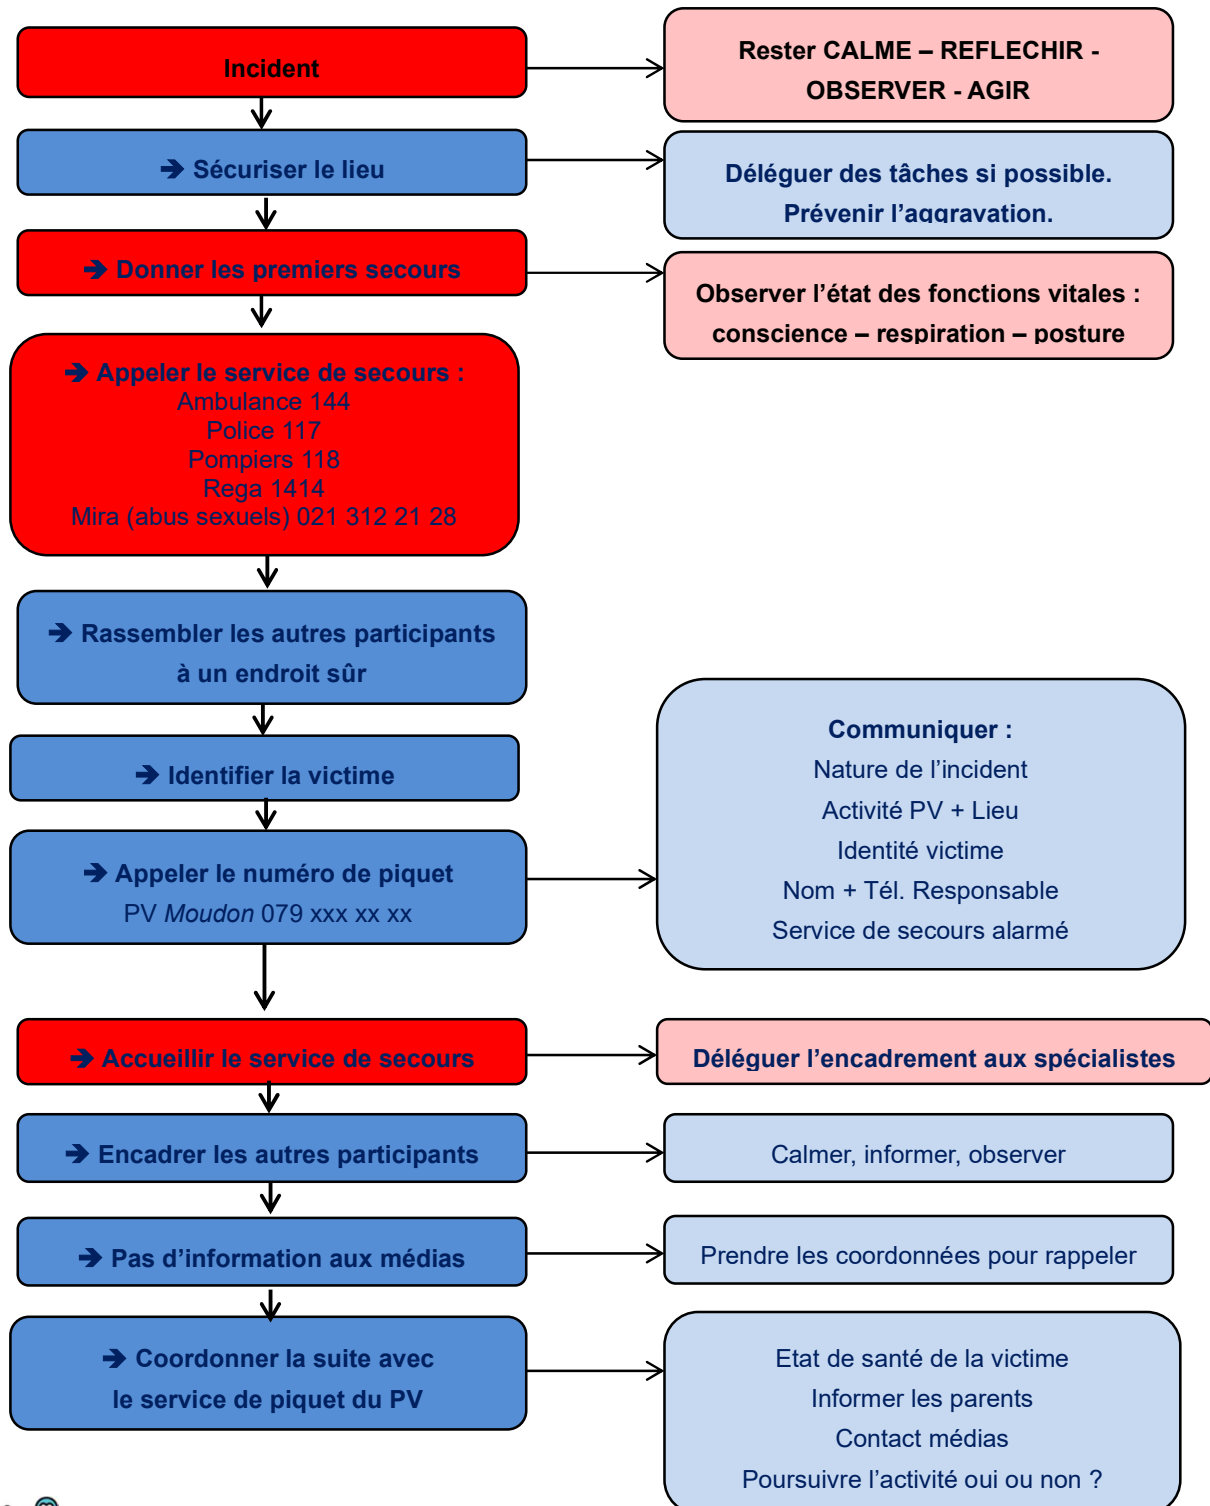 Incident
Rester CALME – REFLECHIR -
OBSERVER - AGIR
➔ Sécuriser le lieu
Déléguer des tâches si possible.
Prévenir l’aggravation.
➔ Donner les premiers secours
Observer l’état des fonctions vitales :
conscience – respiration – posture
➔ Appeler le service de secours :
Ambulance 144
Police 117
Pompiers 118
Rega 1414
Mira (abus sexuels) 021 312 21 28
➔ Rassembler les autres participants
à un endroit sûr
➔ Identifier la victime
➔ Appeler le numéro de piquet
PV Moudon 079 xxx xx xx
Communiquer :
Nature de l’incident
Activité PV + Lieu
Identité victime
Nom + Tél. Responsable
Service de secours alarmé
➔ Accueillir le service de secours
Déléguer l’encadrement aux spécialistes
➔ Encadrer les autres participants
Calmer, informer, observer
➔ Pas d’information aux médias
Prendre les coordonnées pour rappeler
➔ Coordonner la suite avec
le service de piquet du PV
Etat de santé de la victime
Informer les parents
Contact médias
Poursuivre l’activité oui ou non ?